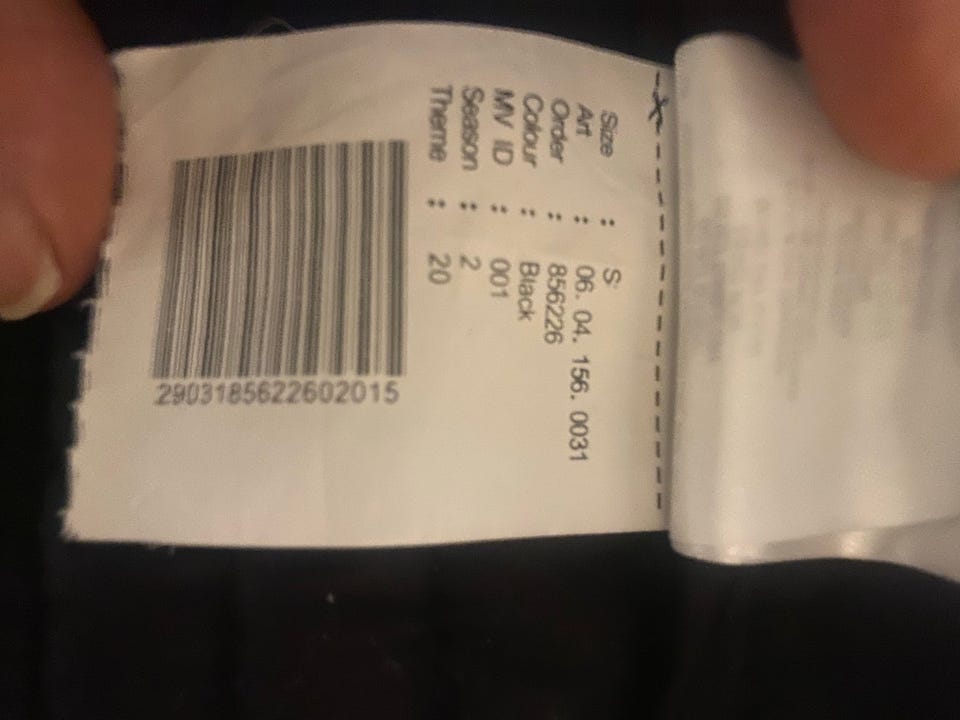 Size : S
Art : 06. 04. 156. 0031
Order : 856226
Colour : Black
MV ID : 001
Season : 2
Theme : 20
2903185622602015